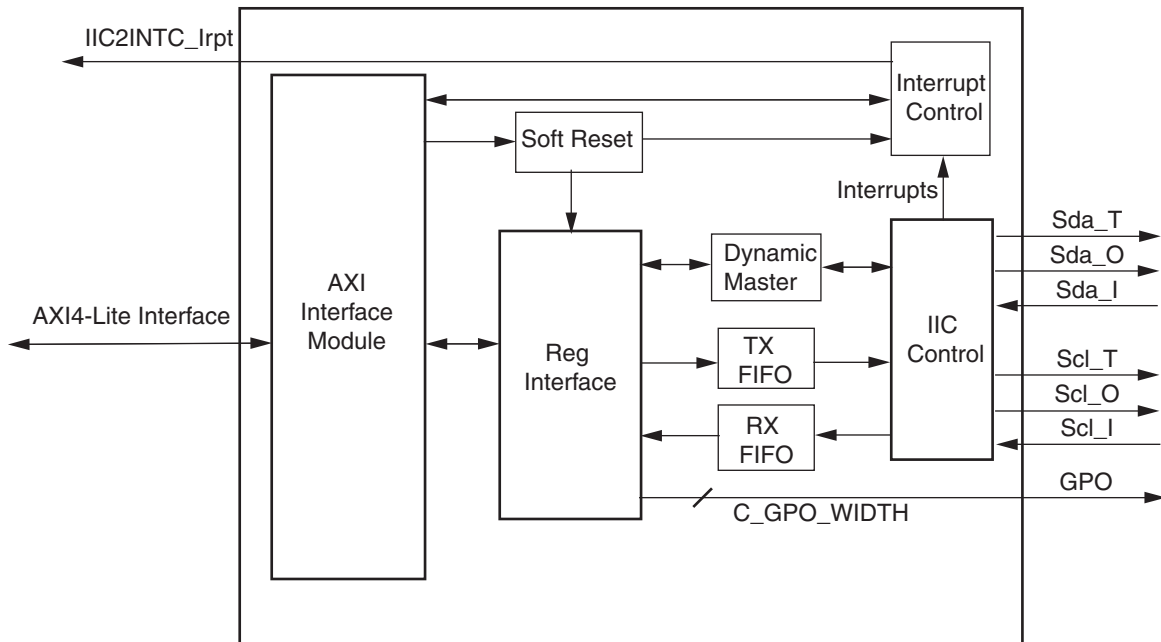 IIC2INTC_Irpt
Interrupt
Control
Soft Reset
Interrupts
AXI
Interface
Module
Dynamic
Master
Sda_T
Sda_O
Sda_I
AXI4-Lite Interface
Reg
Interface
TX
FIFO
IIC
Control
RX
FIFO
Scl_T
Scl_O
Scl_I
GPO
C_GPO_WIDTH